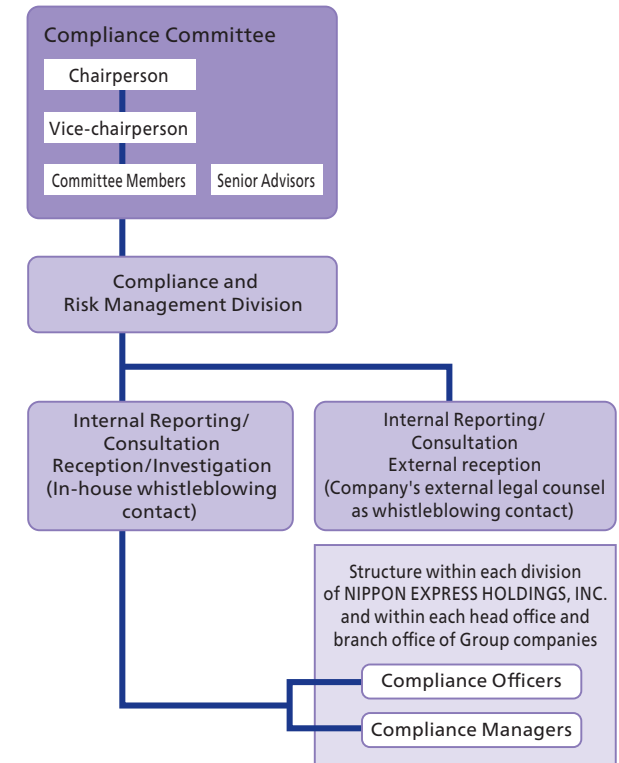 Compliance Committee
Chairperson
Vice-chairperson
Committee Members
Senior Advisors
Compliance and
Risk Management Division
Internal Reporting/
Consultation
Reception/Investigation
(In-house whistleblowing
contact)
Internal Reporting/
Consultation
External reception
(Company's external legal counsel
as whistleblowing contact)
Structure within each division
of NIPPON EXPRESS HOLDINGS, INC.
and within each head office and
branch office of Group companies
Compliance Officers
Compliance Managers